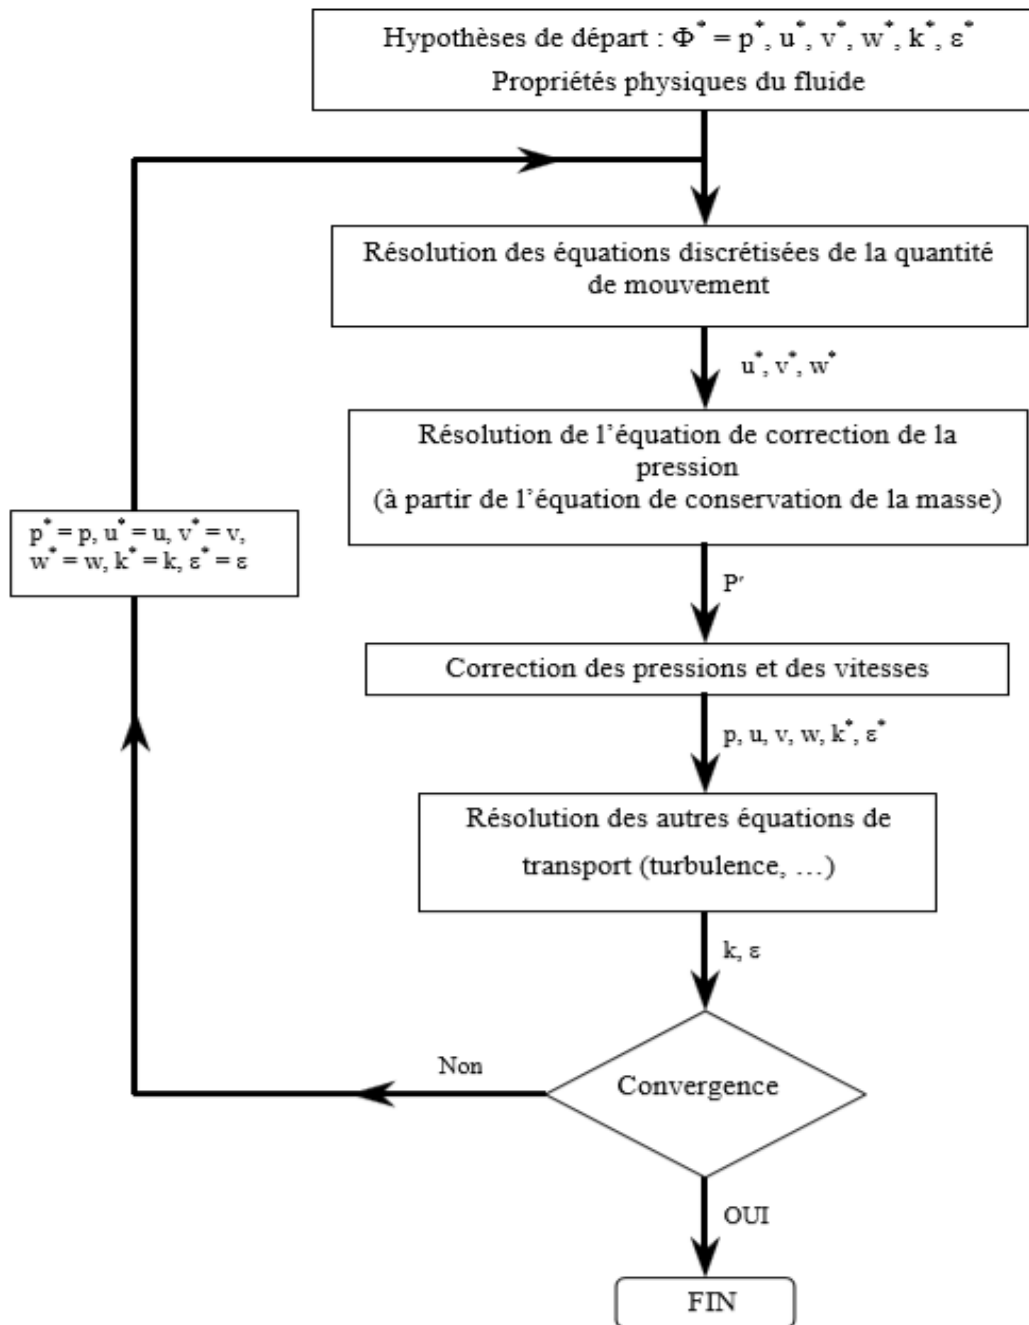 Hypothèses de départ : Φ* = p*, u*, v*, w*, k*, ε*
Propriétés physiques du fluide
Résolution des équations discrétisées de la quantité
de mouvement
u*, v*, w*
Résolution de l’équation de correction de la
pression
(à partir de l’équation de conservation de la masse)
p* = p, u* = u, v* = v,
w* = w, k* = k, ε* = ε
P'
Correction des pressions et des vitesses
p, u, v, w, k*, ε*
Résolution des autres équations de
transport (turbulence, …)
k, ε
Non
Convergence
OUI
FIN